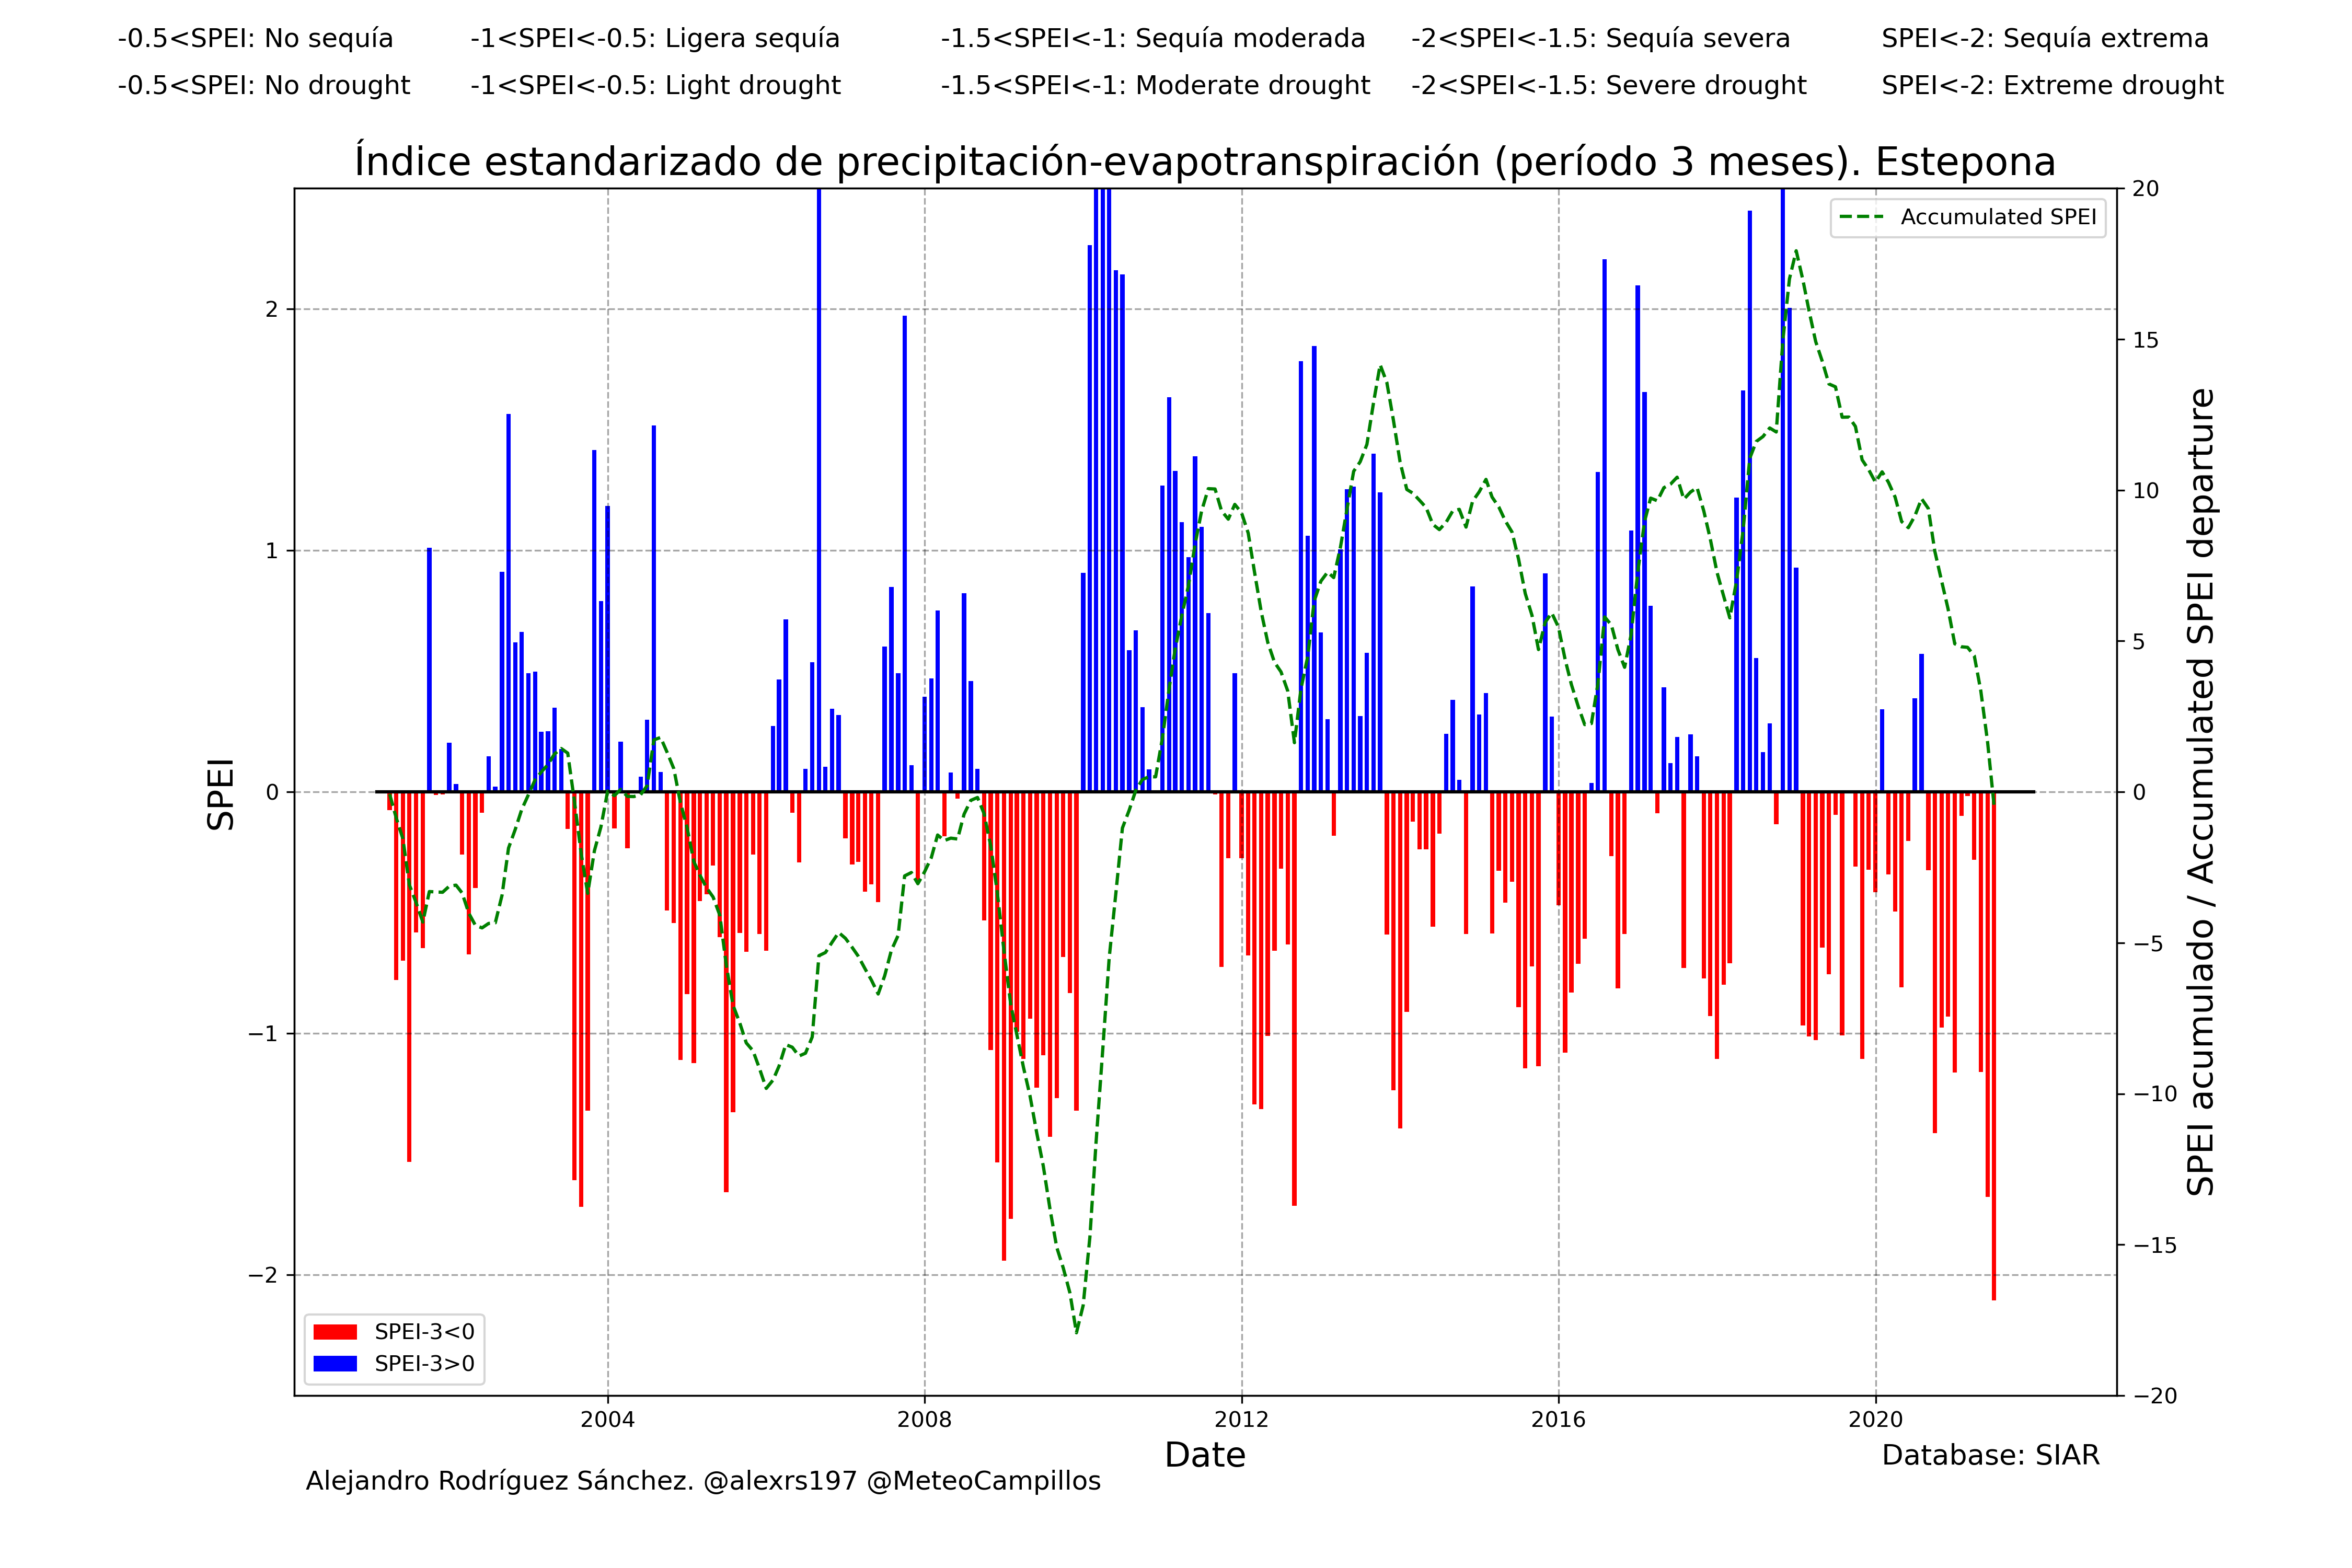 -0.5<SPEI: No sequía -1<SPEI<-0.5: Ligera sequía -1.5<SPEI<-1: Sequía moderada -2<SPEI<-1.5: Sequía severa SPEI<-2: Sequía extrema
-0.5<SPEI: No drought -1<SPEI<-0.5: Light drought -1.5<SPEI<-1: Moderate drought -2<SPEI<-1.5: Severe drought SPEI<-2: Extreme drought
Índice estandarizado de precipitación-evapotranspiración (período 3 meses). Estepona
Accumulated SPEI
SPEI
2
1
0
−1
−2
20
15
10
5
0
−5
−10
−15
−20
SPEI acumulado / Accumulated SPEI departure
SPEI-3<0
SPEI-3>0
2004 2008 2012 2016 2020
Date
Database: SIAR
Alejandro Rodríguez Sánchez. @alexrs197 @MeteoCampillos